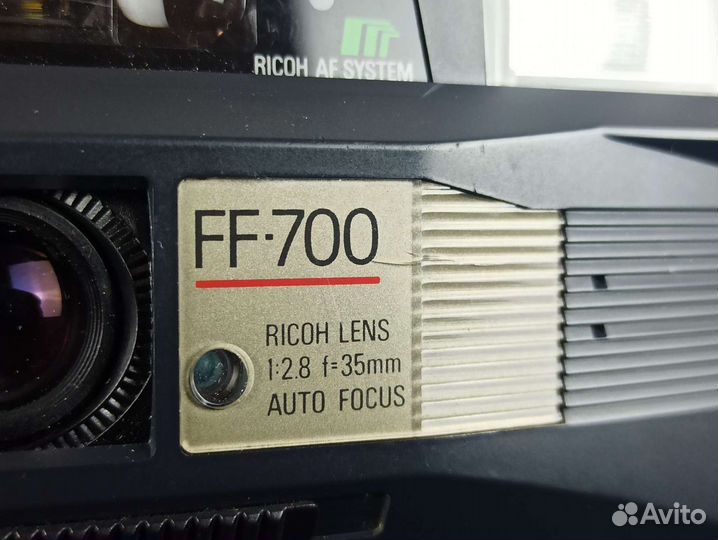 RICOH AF SYSTEM
FF-700
RICOH LENS
1:2.8 f=35mm
AUTO FOCUS
Avito